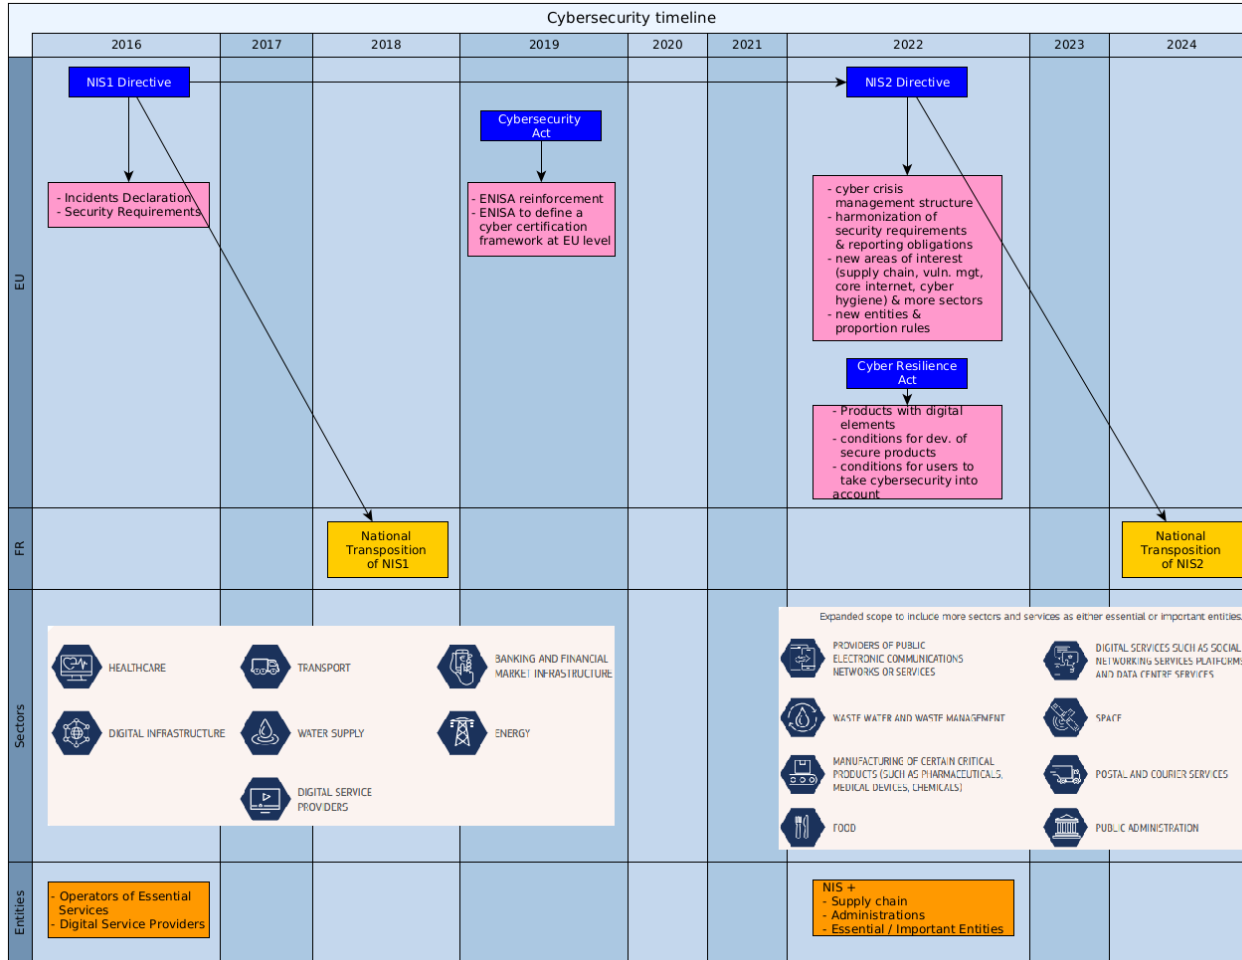 Cybersecurity timeline
2016
2017
2018
2019
2020
2021
2022
2023
2024
EU
NIS1 Directive
NIS2 Directive
Cybersecurity
Act
- Incidents Declaration
- Security Requirements
- ENISA reinforcement
- ENISA to define a
cyber certification
framework at EU level
- cyber crisis
management structure
- harmonization of
security requirements
& reporting obligations
- new areas of interest
(supply chain, vuln. mgt,
core internet, cyber
hygiene) & more sectors
- new entities &
proportion rules
Cyber Resilience
Act
- Products with digital
elements
- conditions for dev. of
secure products
- conditions for users to
take cybersecurity into
account
FR
National
Transposition
of NIS1
National
Transposition
of NIS2
Sectors
HEALTHCARE
TRANSPORT
BANKING AND FINANCIAL
MARKET INFRASTRUCTURE
DIGITAL INFRASTRUCTURE
WATER SUPPLY
ENERGY
DIGITAL SERVICE
PROVIDERS
Expanded scope to include more sectors and services as either essential or important entities.
PROVIDERS OF PUBLIC
ELECTRONIC COMMUNICATIONS
NETWORKS OR SERVICES
DIGITAL SERVICES SUCH AS SOCIAL
NETWORKING SERVICES PLATFORMS
AND DATA CENTRE SERVICES
WASTE WATER AND WASTE MANAGEMENT
SPACE
MANUFACTURING OF CERTAIN CRITICAL
PRODUCTS (SUCH AS PHARMACEUTICALS,
MEDICAL DEVICES, CHEMICALS)
POSTAL AND COURIER SERVICES
FOOD
PUBLIC ADMINISTRATION
Entities
- Operators of Essential
Services
- Digital Service Providers
NIS +
- Supply chain
- Administrations
- Essential / Important Entities